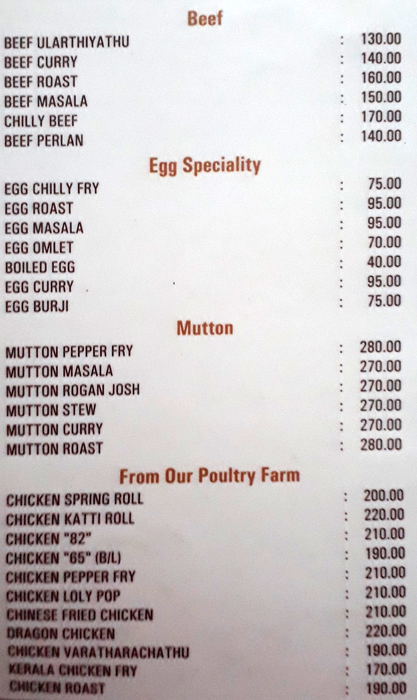 Beef
BEEF ULARTHIYATHU : 130.00
BEEF CURRY : 140.00
BEEF ROAST : 160.00
BEEF MASALA : 150.00
CHILLY BEEF : 170.00
BEEF PERLAN : 140.00
Egg Speciality
EGG CHILLY FRY : 75.00
EGG ROAST : 95.00
EGG MASALA : 95.00
EGG OMLET : 70.00
BOILED EGG : 40.00
EGG CURRY : 95.00
EGG BURJI : 75.00
Mutton
MUTTON PEPPER FRY : 280.00
MUTTON MASALA : 270.00
MUTTON ROGAN JOSH : 270.00
MUTTON STEW : 270.00
MUTTON CURRY : 270.00
MUTTON ROAST : 280.00
From Our Poultry Farm
CHICKEN SPRING ROLL : 200.00
CHICKEN KATTI ROLL : 220.00
CHICKEN "82" : 210.00
CHICKEN "65" (B/L) : 190.00
CHICKEN PEPPER FRY : 210.00
CHICKEN LOLY POP : 210.00
CHINESE FRIED CHICKEN : 210.00
DRAGON CHICKEN : 220.00
CHICKEN VARATHARACHATHU : 190.00
KERALA CHICKEN FRY : 170.00
CHICKEN ROAST : 190.00